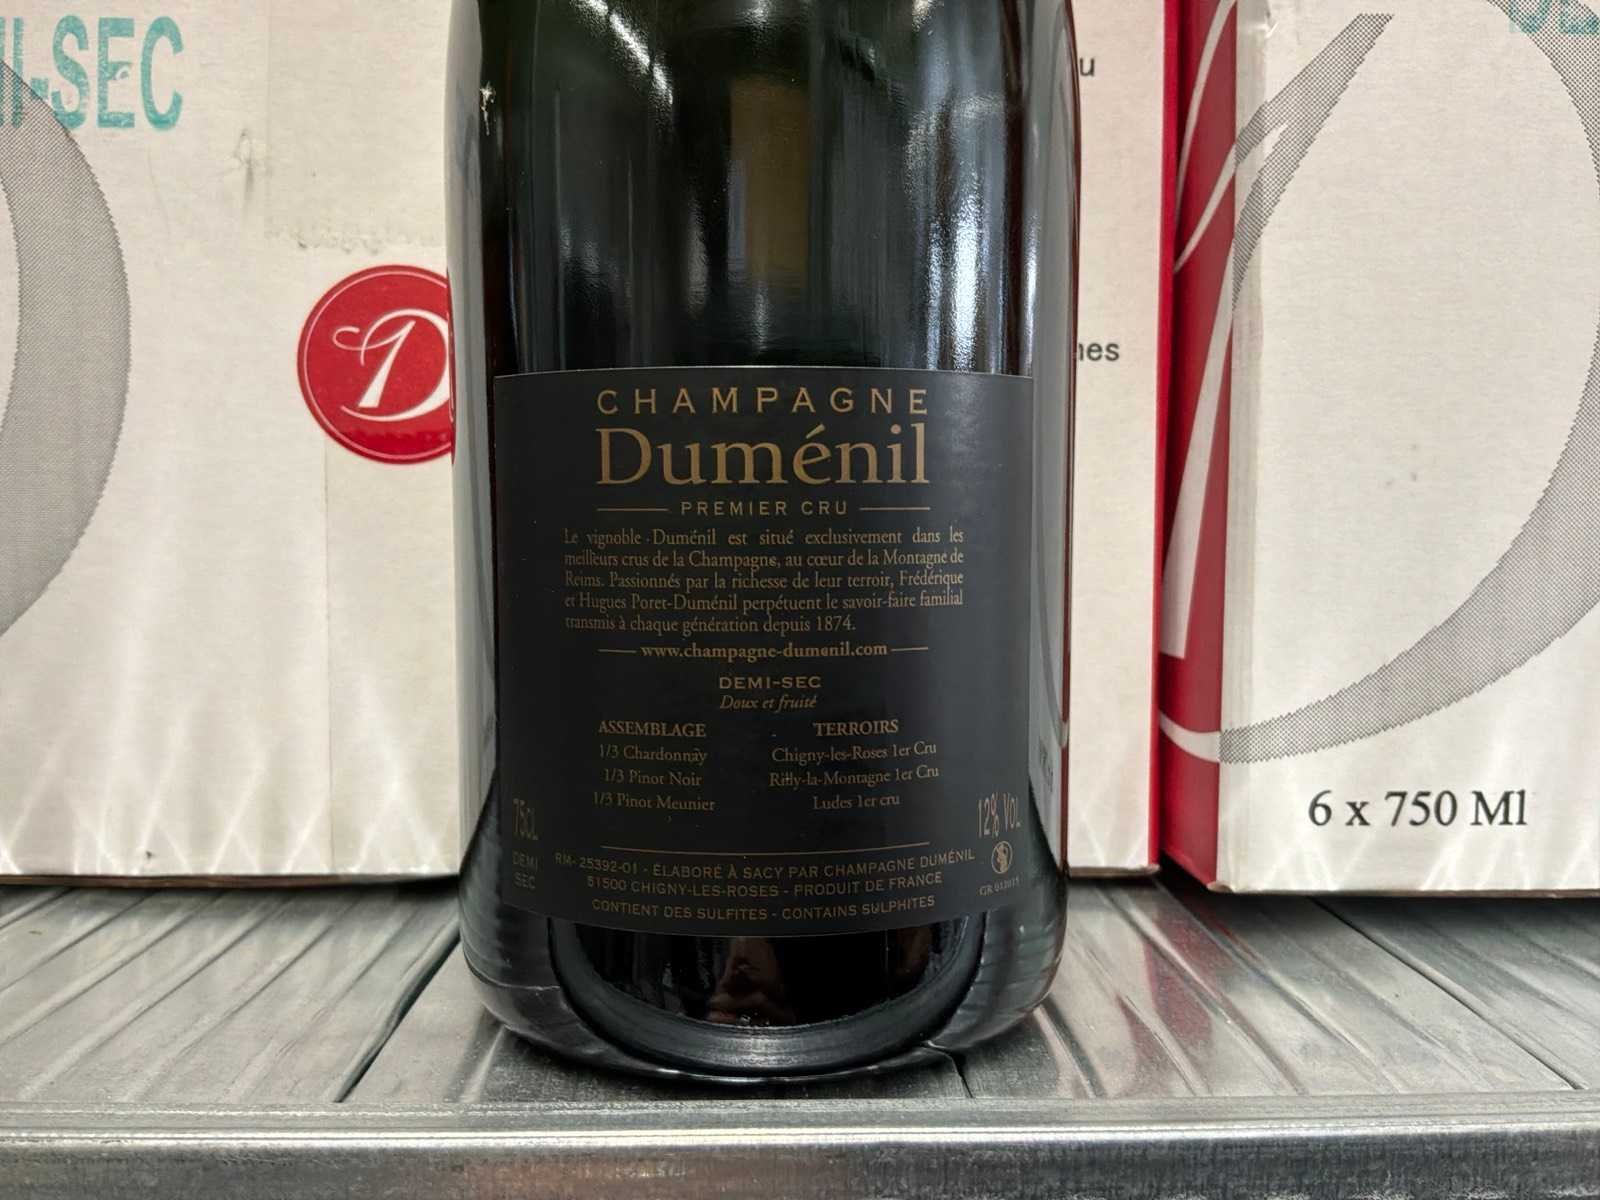 CHAMPAGNE
Duménil
PREMIER CRU
Le vignoble Duménil est situé exclusivement dans les
meilleurs crus de la Champagne, au cœur de la Montagne de
Reims. Passionnés par la richesse de leur terroir, Frédérique
et Hugues Poret-Duménil perpétuent le savoir-faire familial
transmis à chaque génération depuis 1874.
www.champagne-dumenil.com
DEMI-SEC
Doux et fruité
ASSEMBLAGE
1/3 Chardonnay
1/3 Pinot Noir
1/3 Pinot Meunier
TERROIRS
Chigny-les-Roses 1er Cru
Rilly-la-Montagne 1er Cru
Ludes 1er cru
75CL
DEMI
SEC
12% VOL
RM- 25392-01 - ÉLABORÉ À SACY PAR CHAMPAGNE DUMÉNIL
51500 CHIGNY-LES-ROSES - PRODUIT DE FRANCE
CONTIENT DES SULFITES - CONTAINS SULPHITES
MI-SEC
D
6 x 750 Ml